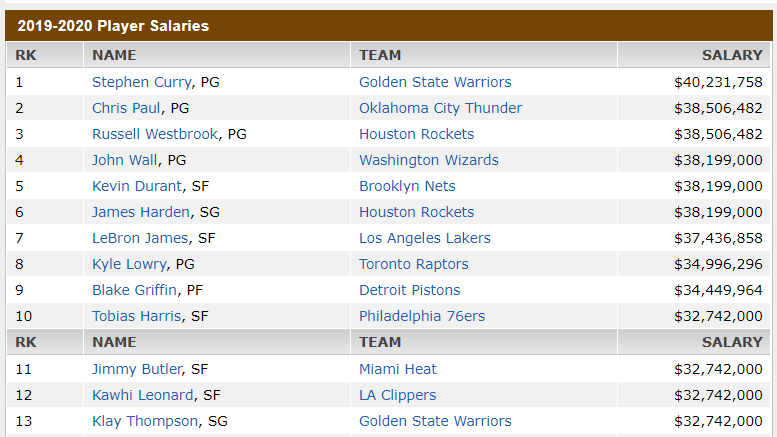 2019-2020 Player Salaries
RK NAME TEAM SALARY
1 Stephen Curry, PG Golden State Warriors $40,231,758
2 Chris Paul, PG Oklahoma City Thunder $38,506,482
3 Russell Westbrook, PG Houston Rockets $38,506,482
4 John Wall, PG Washington Wizards $38,199,000
5 Kevin Durant, SF Brooklyn Nets $38,199,000
6 James Harden, SG Houston Rockets $38,199,000
7 LeBron James, SF Los Angeles Lakers $37,436,858
8 Kyle Lowry, PG Toronto Raptors $34,996,296
9 Blake Griffin, PF Detroit Pistons $34,449,964
10 Tobias Harris, SF Philadelphia 76ers $32,742,000
RK NAME TEAM SALARY
11 Jimmy Butler, SF Miami Heat $32,742,000
12 Kawhi Leonard, SF LA Clippers $32,742,000
13 Klay Thompson, SG Golden State Warriors $32,742,000